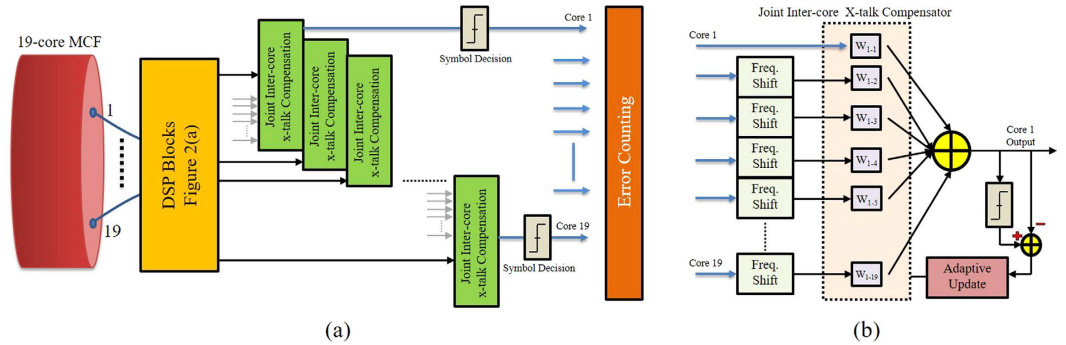 19-core MCF
1
19
DSP Blocks
Figure 2(a)
Joint Inter-core
x-talk Compensation
Joint Inter-core
x-talk Compensation
Joint Inter-core
x-talk Compensation
Joint Inter-core
x-talk Compensation
Symbol Decision
Core 1
Core 19
Symbol Decision
Error Counting
(a)
Joint Inter-core X-talk Compensator
Core 1
W1-1
Freq.
Shift
W1-2
Freq.
Shift
W1-3
Freq.
Shift
W1-4
Freq.
Shift
W1-5
Core 19
Freq.
Shift
W1-19
Core 1
Output
+
−
Adaptive
Update
(b)